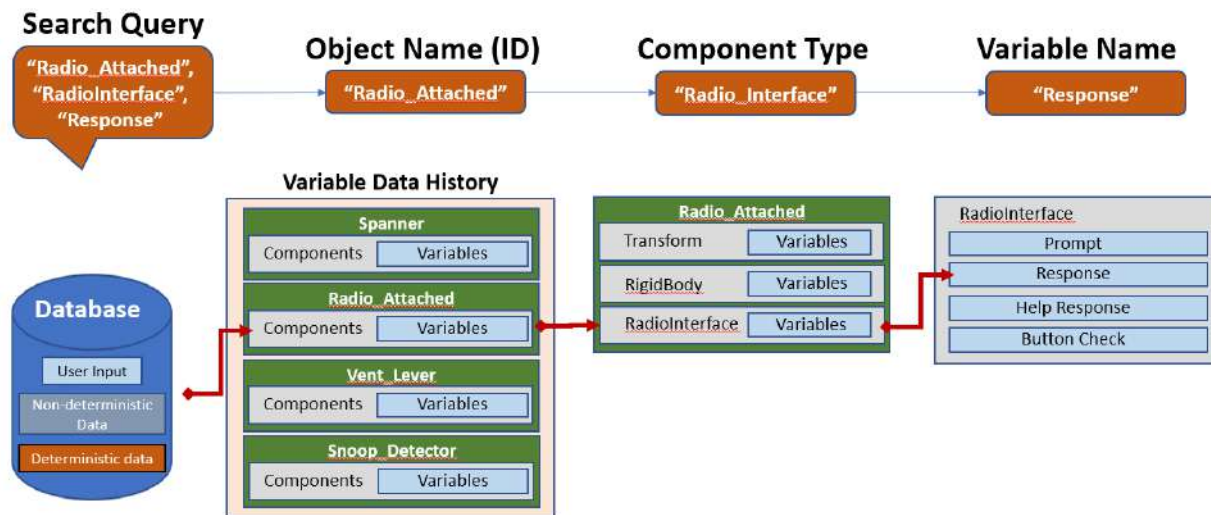 Search Query
“Radio_Attached”,
“RadioInterface”,
“Response”
Object Name (ID)
“Radio_Attached”
Component Type
“Radio_Interface”
Variable Name
“Response”
Variable Data History
Spanner
Components Variables
Radio_Attached
Components Variables
Vent_Lever
Components Variables
Snoop_Detector
Components Variables
Database
User Input
Non-deterministic
Data
Deterministic data
Radio_Attached
Transform Variables
RigidBody Variables
RadioInterface Variables
RadioInterface
Prompt
Response
Help Response
Button Check